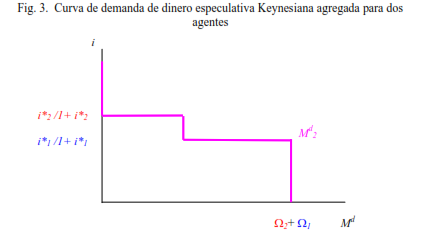 Fig. 3. Curva de demanda de dinero especulativa Keynesiana agregada para dos
agentes
i
i*₂ /1+ i*₂
i*₁ /1+ i*₁
Mᵈ₂
Ω₂+ Ω₁
Mᵈ